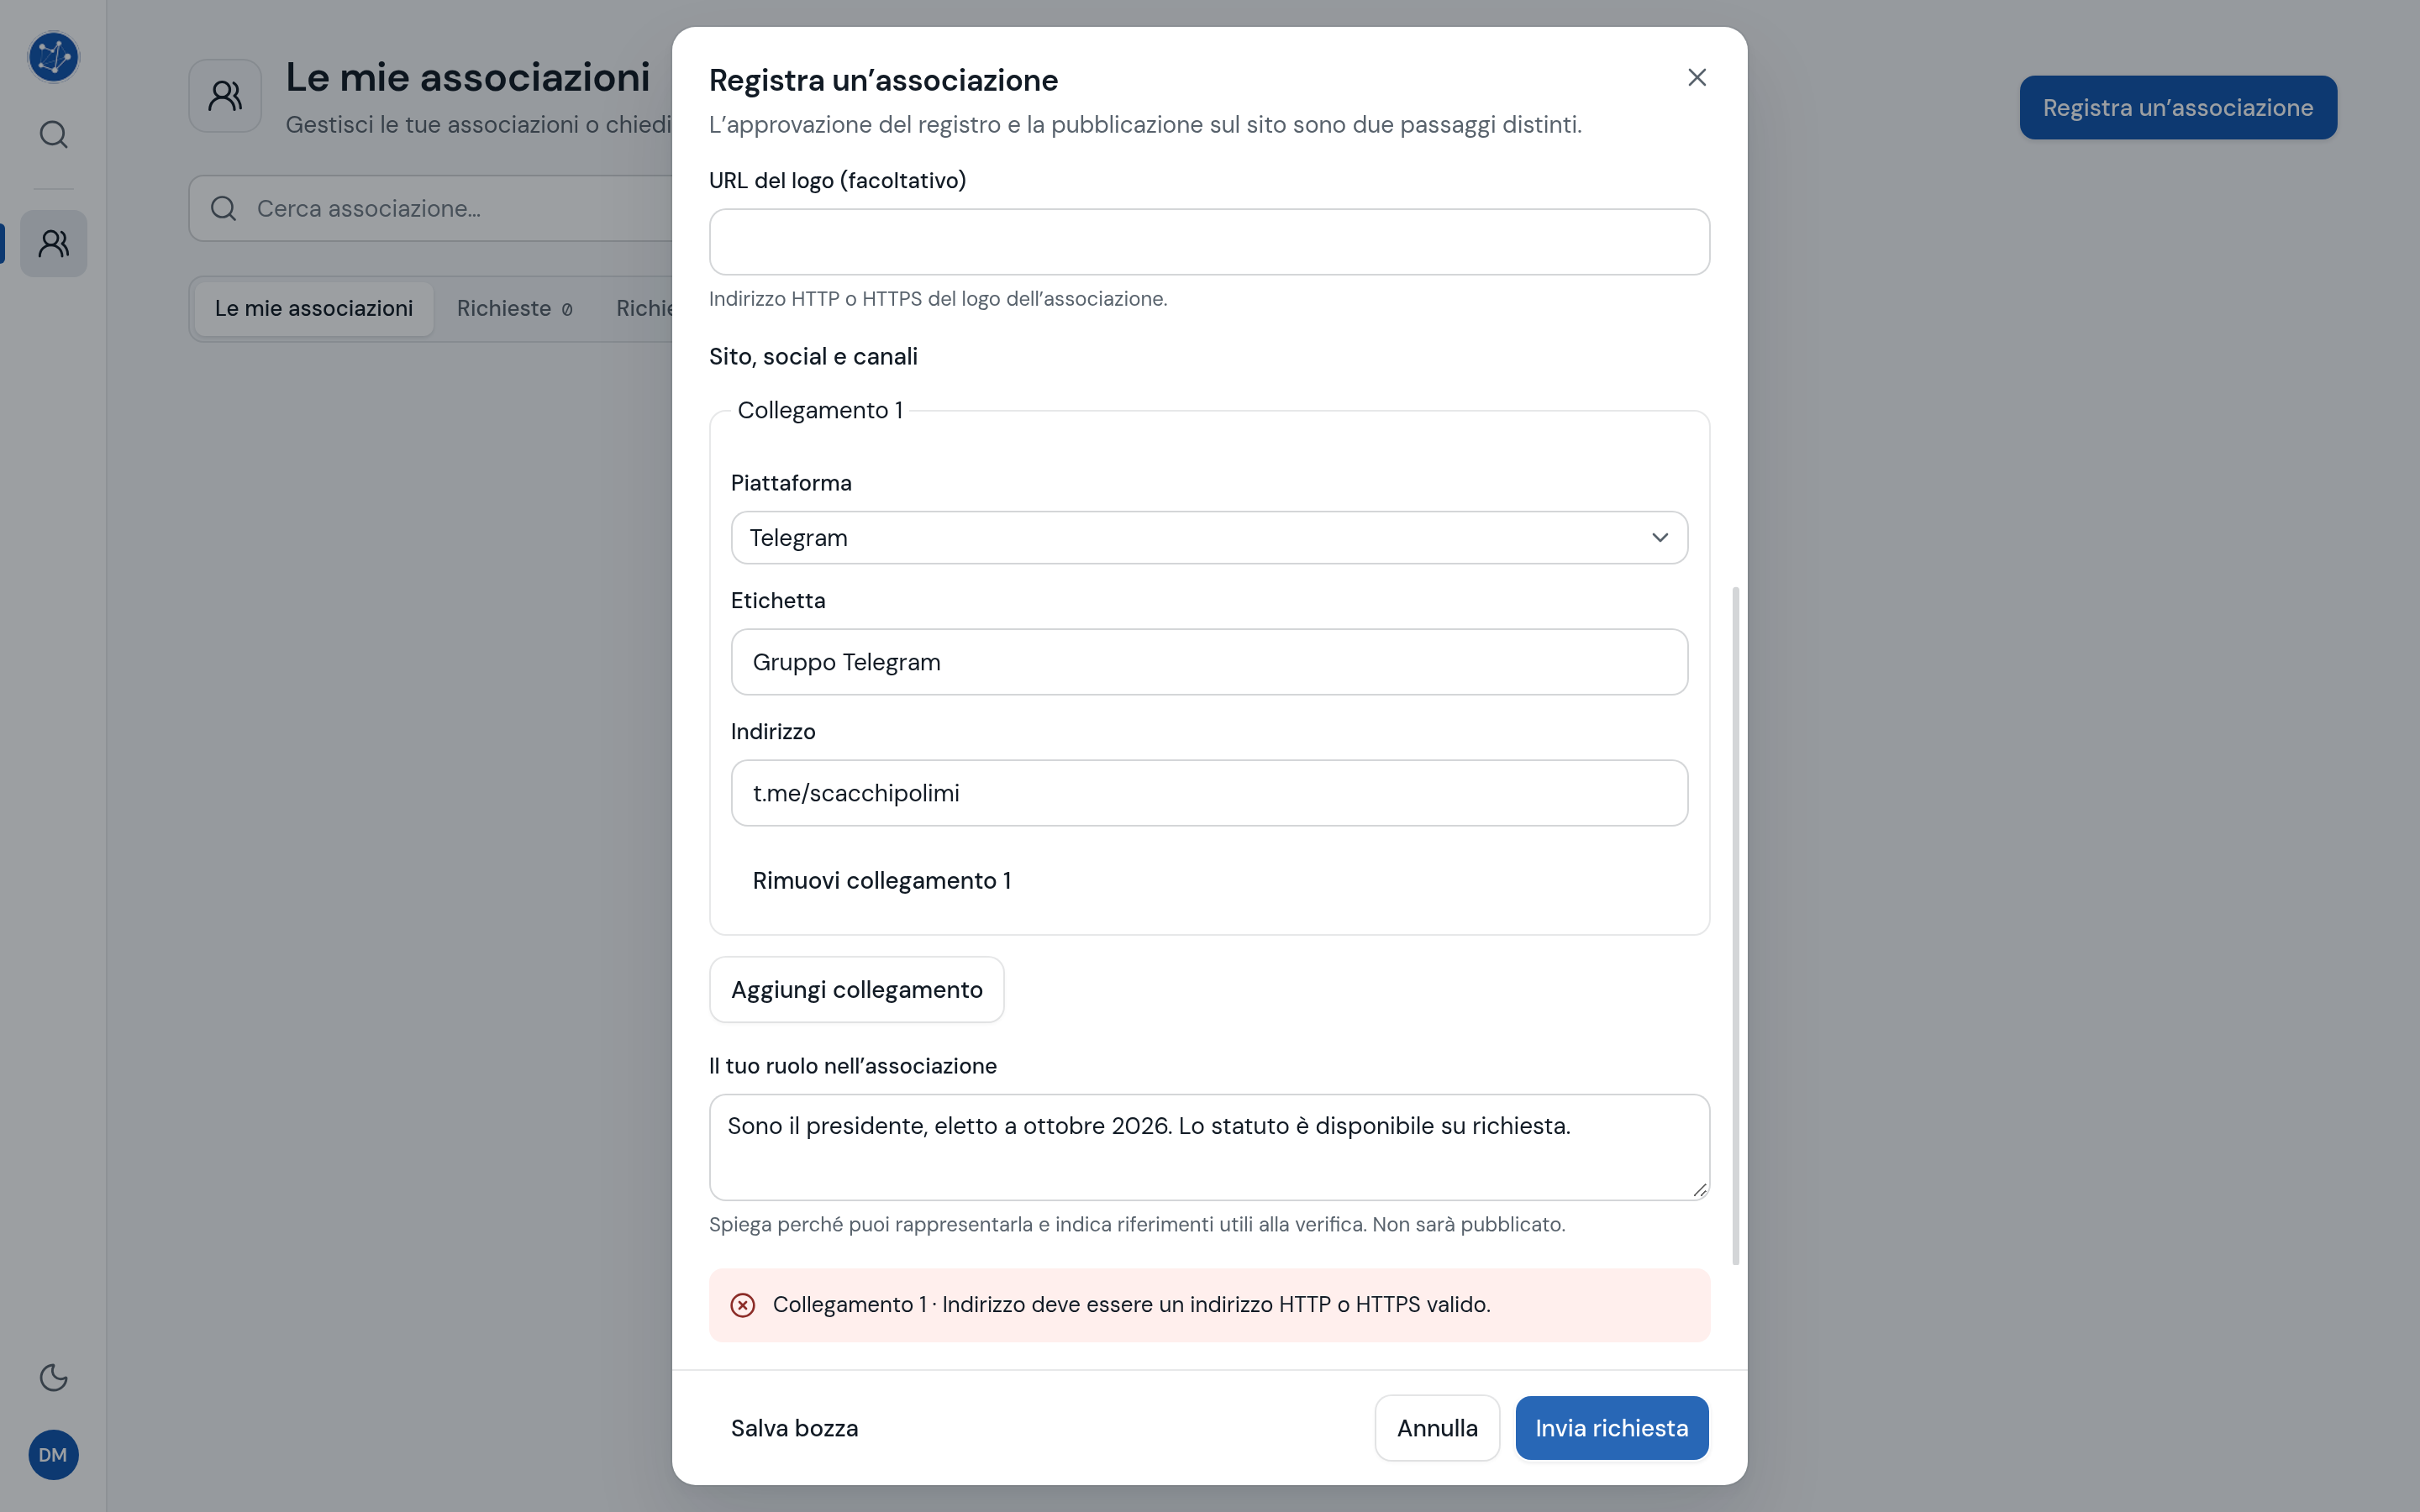 Le mie associazioni
Gestisci le tue associazioni o chiedi
Registra un’associazione
Cerca associazione...
Le mie associazioni
Richieste 0
Richie
DM
Registra un’associazione
L’approvazione del registro e la pubblicazione sul sito sono due passaggi distinti.
URL del logo (facoltativo)
Indirizzo HTTP o HTTPS del logo dell’associazione.
Sito, social e canali
Collegamento 1
Piattaforma
Telegram
Etichetta
Gruppo Telegram
Indirizzo
t.me/scacchipolimi
Rimuovi collegamento 1
Aggiungi collegamento
Il tuo ruolo nell’associazione
Sono il presidente, eletto a ottobre 2026. Lo statuto è disponibile su richiesta.
Spiega perché puoi rappresentarla e indica riferimenti utili alla verifica. Non sarà pubblicato.
Collegamento 1 · Indirizzo deve essere un indirizzo HTTP o HTTPS valido.
Salva bozza
Annulla
Invia richiesta